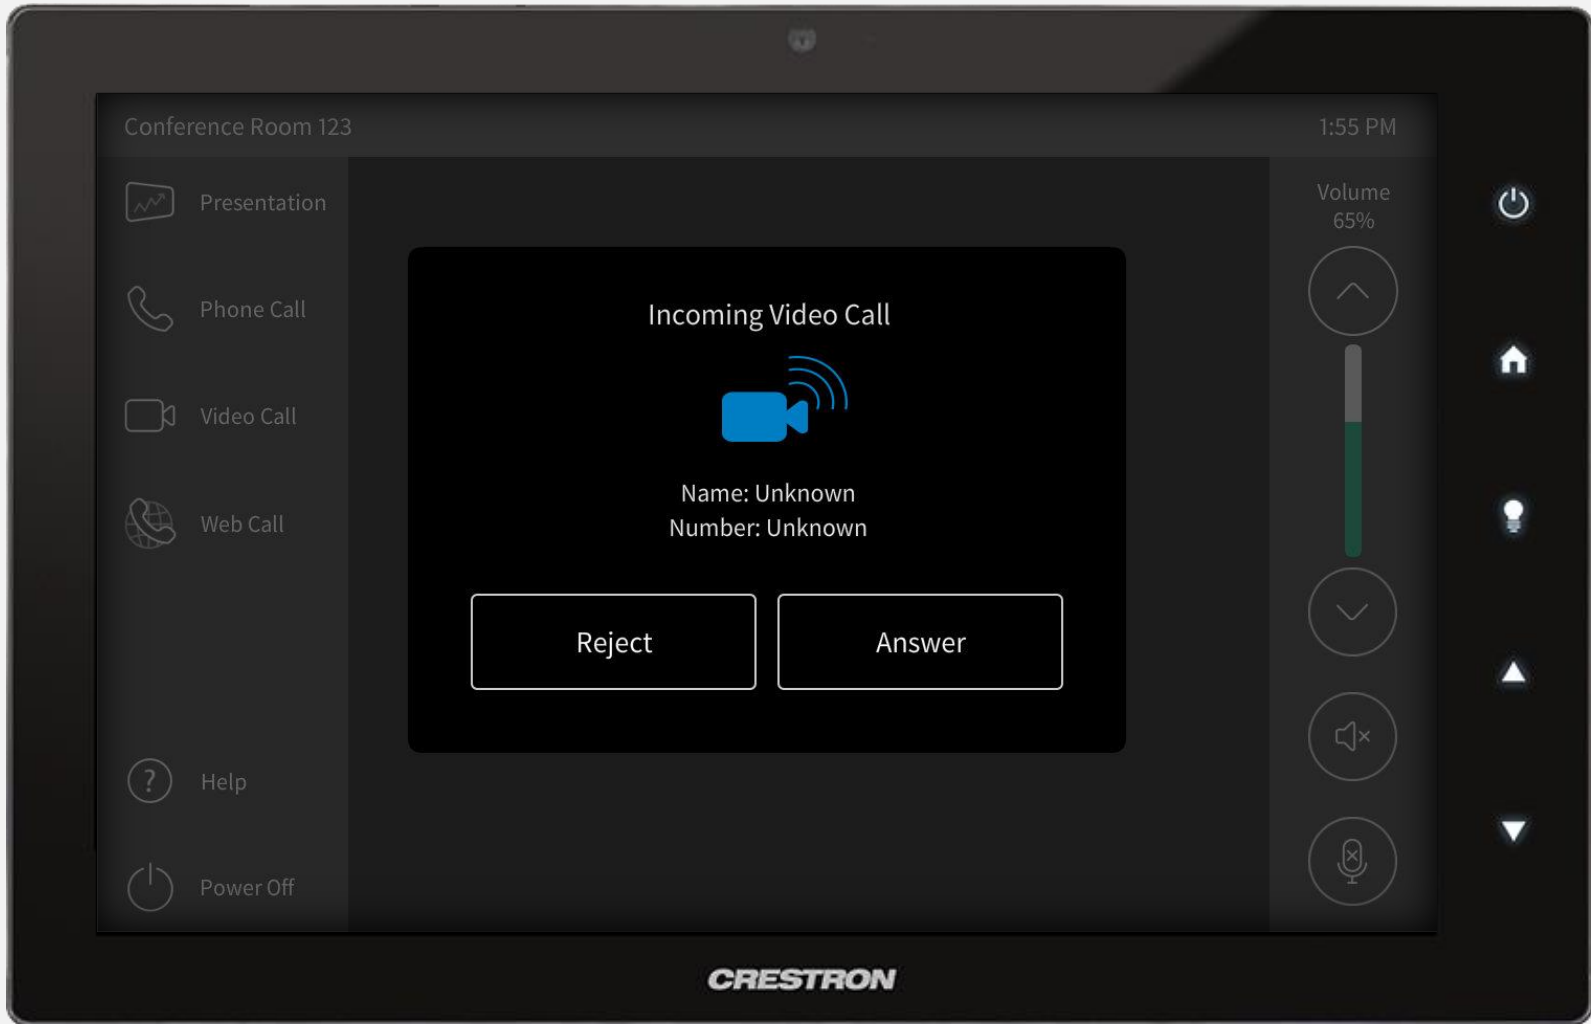 Conference Room 123
1:55 PM
Presentation
Phone Call
Video Call
Web Call
Help
Power Off
Incoming Video Call
Name: Unknown
Number: Unknown
Reject
Answer
Volume
65%
CRESTRON